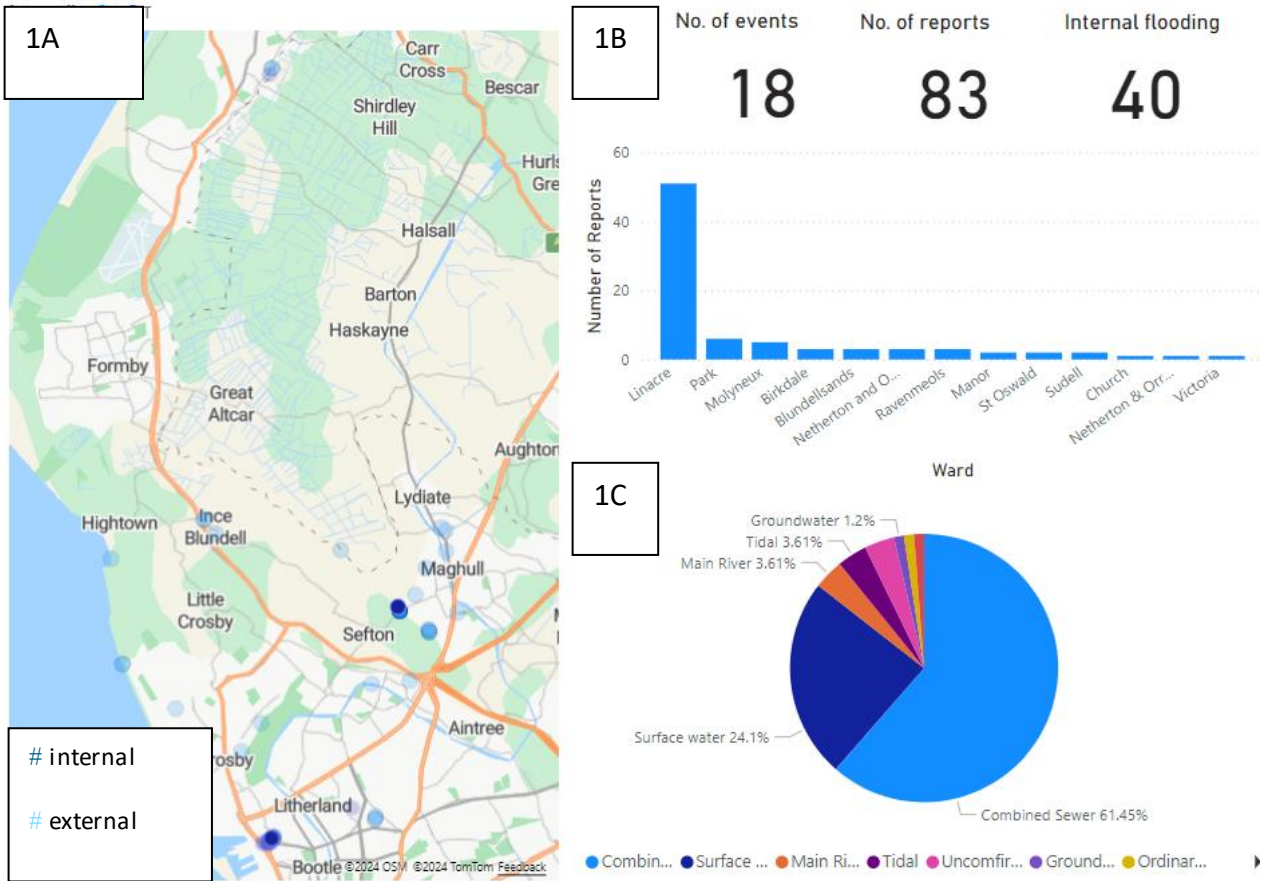 1A
Carr
Cross
Bescar
Shirdley
Hill
Halsall
Barton
Haskayne
Formby
Great
Altcar
Aughton
Lydiate
Hightown
Ince
Blundell
Maghull
Little
Crosby
Sefton
Aintree
rosby
Litherland
Bootle ©2024 OSM ©2024 TomTom Feedback
# internal
# external
1B
No. of events No. of reports Internal flooding
18 83 40
60
40
20
0
Number of Reports
Linacre
Park
Molyneux
Birkdale
Blundellsands
Netherton and O...
Ravenmeols
Manor
St Oswald
Sudell
Church
Netherton & Orr...
Victoria
Ward
1C
Groundwater 1.2%
Tidal 3.61%
Main River 3.61%
Surface water 24.1%
Combined Sewer 61.45%
Combin... Surface ... Main Ri... Tidal Uncomfir... Ground... Ordinar...